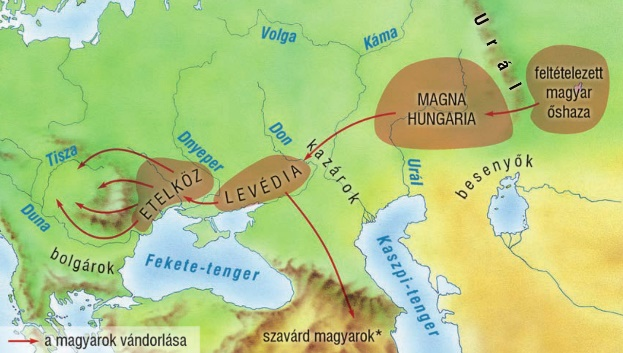 Volga
Káma
Urál
feltételezett
magyar
őshaza
MAGNA
HUNGARIA
Tisza
Dnyeper
Don
kazárok
Urál
besenyők
ETELKÖZ
LEVÉDIA
Duna
bolgárok
Fekete-tenger
Kaszpi-tenger
a magyarok vándorlása
szavárd magyarok*